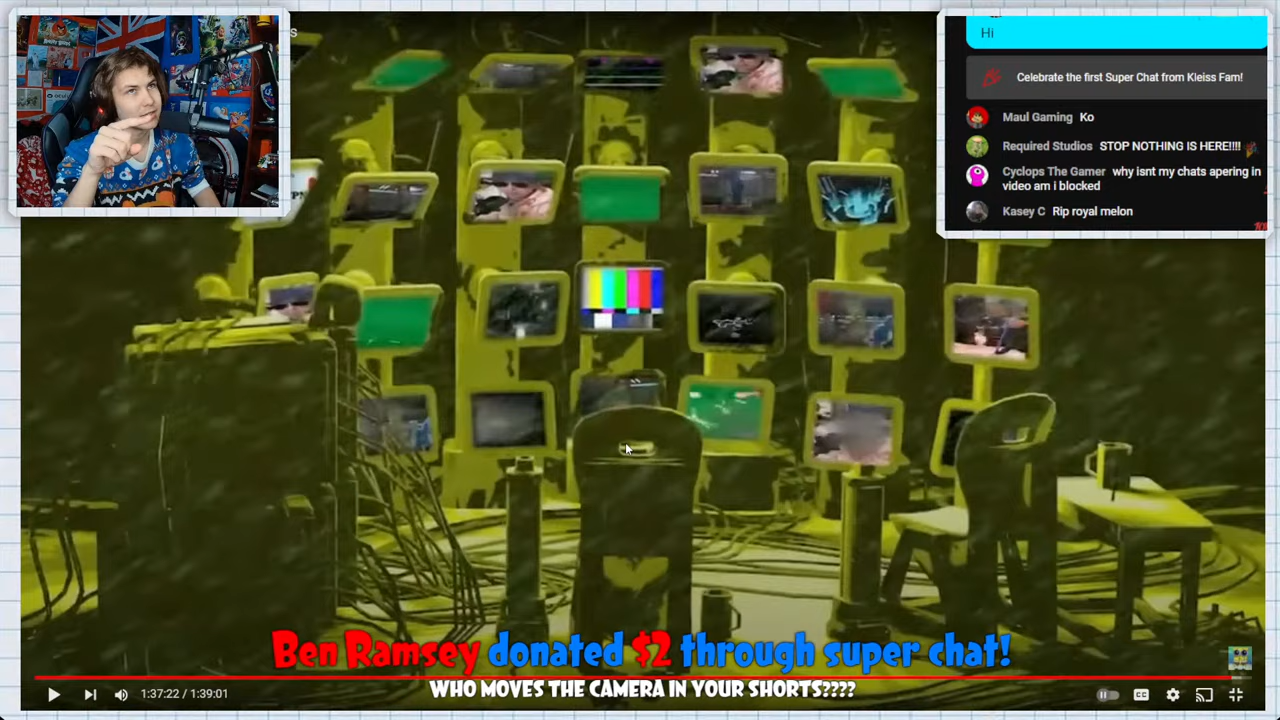 s
Hi
Celebrate the first Super Chat from Kleiss Fam!
Maul Gaming Ko
Required Studios STOP NOTHING IS HERE!!!!
Cyclops The Gamer why isnt my chats apering in
video am i blocked
Kasey C Rip royal melon
Ben Ramsey donated $2 through super chat!
WHO MOVES THE CAMERA IN YOUR SHORTS????
1:37:22 / 1:39:01
CC